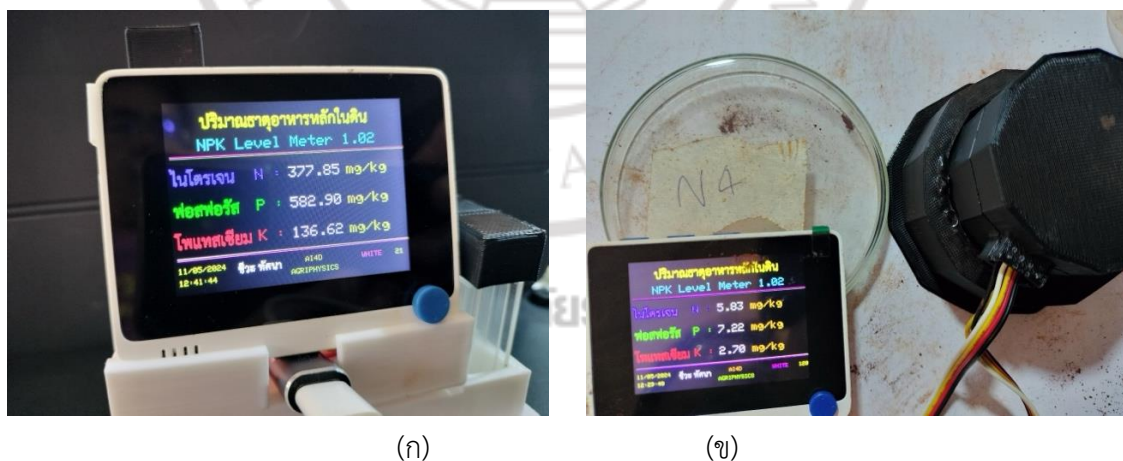 ปริมาณธาตุอาหารหลักในดิน
NPK Level Meter 1.02
ไนโตรเจน N : 377.85 mg/kg
ฟอสฟอรัส P : 582.90 mg/kg
โพแทสเซียม K : 136.62 mg/kg
11/05/2024 ชีวะ ทัศนา AI4D WHITE 21
12:41:44 AGRIPHYSICS
N4
ปริมาณธาตุอาหารหลักในดิน
NPK Level Meter 1.02
ไนโตรเจน N : 5.83 mg/kg
ฟอสฟอรัส P : 7.22 mg/kg
โพแทสเซียม K : 2.70 mg/kg
11/05/2024 ชีวะ ทัศนา AI4D WHITE
AGRIPHYSICS
(ก) (ข)